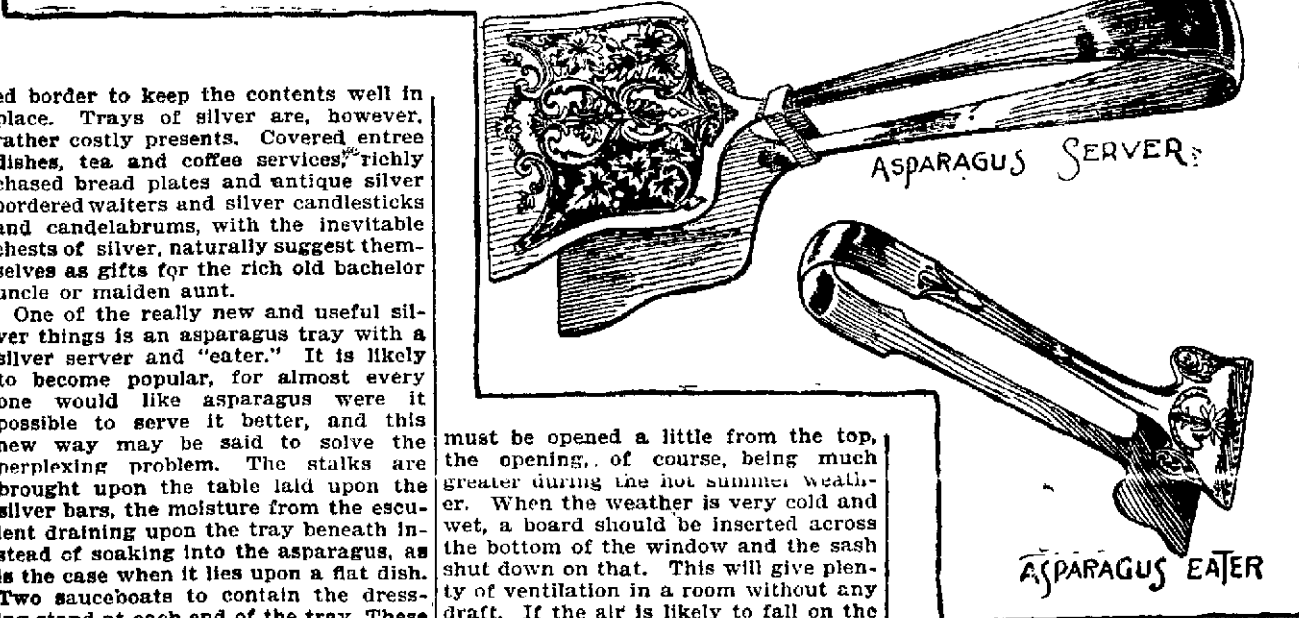 ed border to keep the contents well in
place. Trays of silver are, however,
rather costly presents. Covered entree
dishes, tea and coffee services, richly
chased bread plates and antique silver
bordered waiters and silver candlesticks
and candelabrums, with the inevitable
chests of silver, naturally suggest them-
selves as gifts for the rich old bachelor
uncle or maiden aunt.
One of the really new and useful sil-
ver things is an asparagus tray with a
silver server and "eater." It is likely
to become popular, for almost every
one would like asparagus were it
possible to serve it better, and this
new way may be said to solve the
perplexing problem. The stalks are
brought upon the table laid upon the
silver bars, the moisture from the escu-
lent draining upon the tray beneath in-
stead of soaking into the asparagus, as
is the case when it lies upon a flat dish.
Two sauceboats to contain the dress-
ing stand at each end of the tray. These
must be opened a little from the top,
the opening, of course, being much
greater during the hot summer weath-
er. When the weather is very cold and
wet, a board should be inserted across
the bottom of the window and the sash
shut down on that. This will give plen-
ty of ventilation in a room without any
draft. If the air is likely to fall on the
ASPARAGUS SERVER
ASPARAGUS EATER